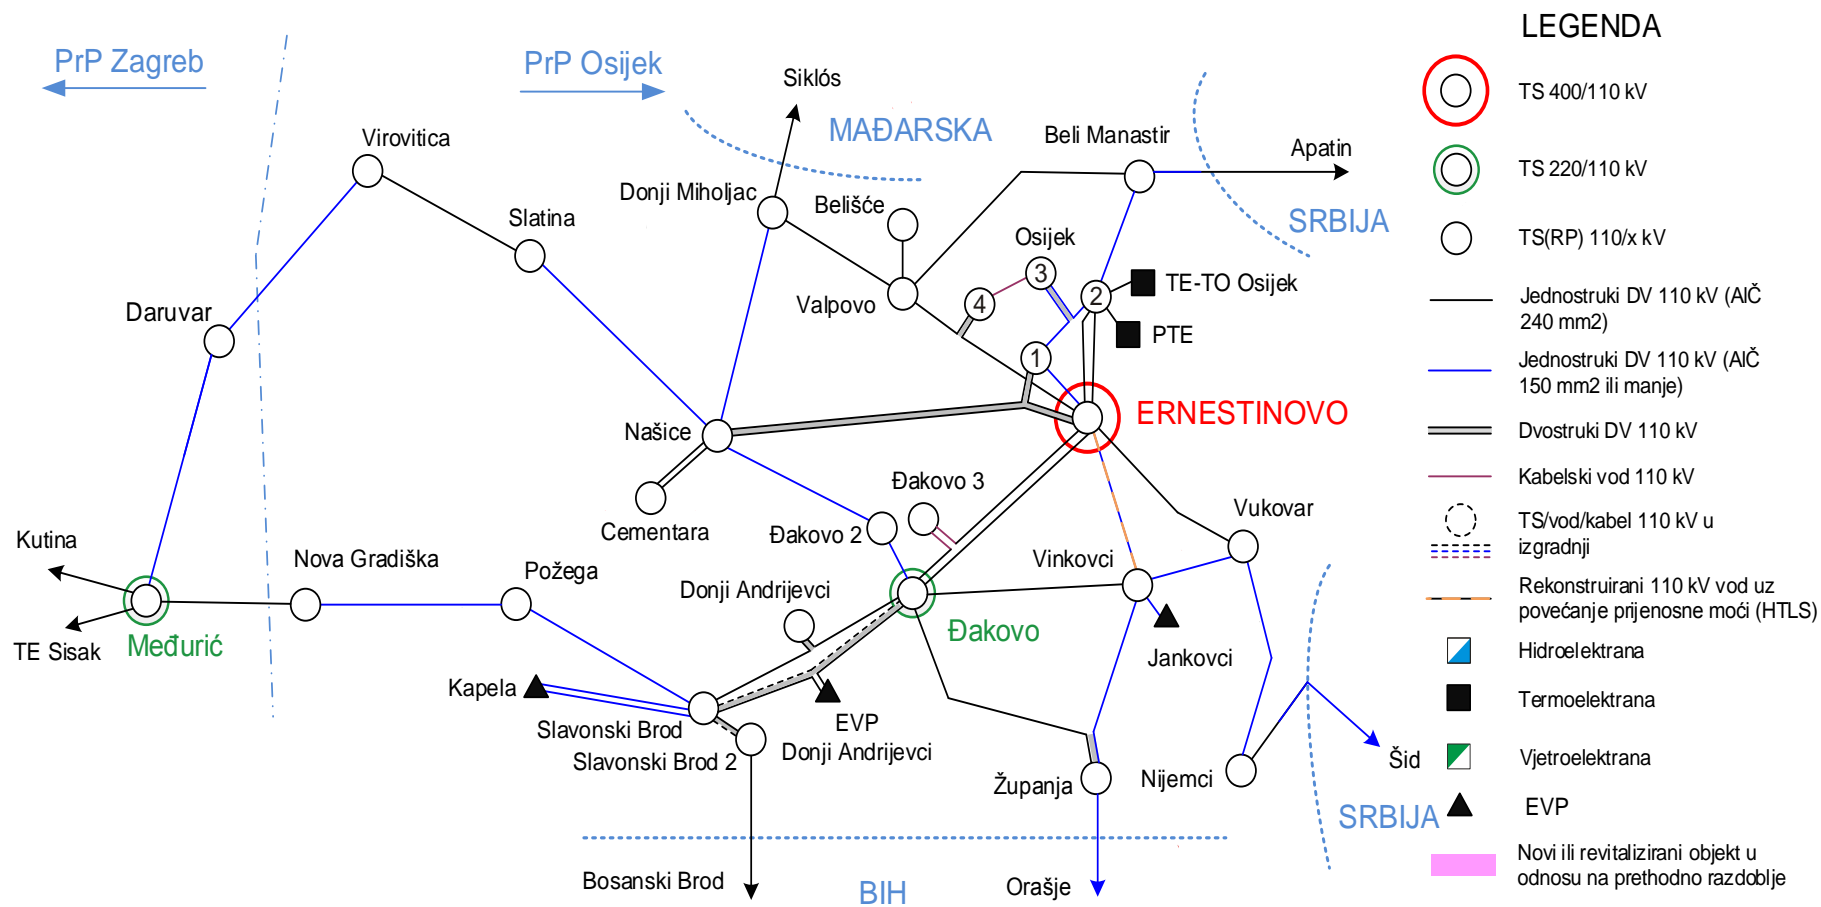 PrP Zagreb
PrP Osijek
Siklós
MAĐARSKA
Beli Manastir
Apatin
SRBIJA
Virovitica
Donji Miholjac
Belišće
Slatina
Osijek
3
4
2
1
TE-TO Osijek
PTE
Valpovo
Daruvar
ERNESTINOVO
Našice
Cementara
Đakovo 3
Đakovo 2
Vukovar
Vinkovci
Kutina
Nova Gradiška
Požega
Donji Andrijevci
Đakovo
TE Sisak
Međurić
Jankovci
Kapela
Slavonski Brod
Slavonski Brod 2
EVP
Donji Andrijevci
Županja
Nijemci
Šid
SRBIJA
Bosanski Brod
BIH
Orašje
LEGENDA
TS 400/110 kV
TS 220/110 kV
TS(RP) 110/x kV
Jednostruki DV 110 kV (AlČ
240 mm2)
Jednostruki DV 110 kV (AlČ
150 mm2 ili manje)
Dvostruki DV 110 kV
Kabelski vod 110 kV
TS/vod/kabel 110 kV u
izgradnji
Rekonstruirani 110 kV vod uz
povećanje prijenosne moći (HTLS)
Hidroelektrana
Termoelektrana
Vjetroelektrana
EVP
Novi ili revitalizirani objekt u
odnosu na prethodno razdoblje